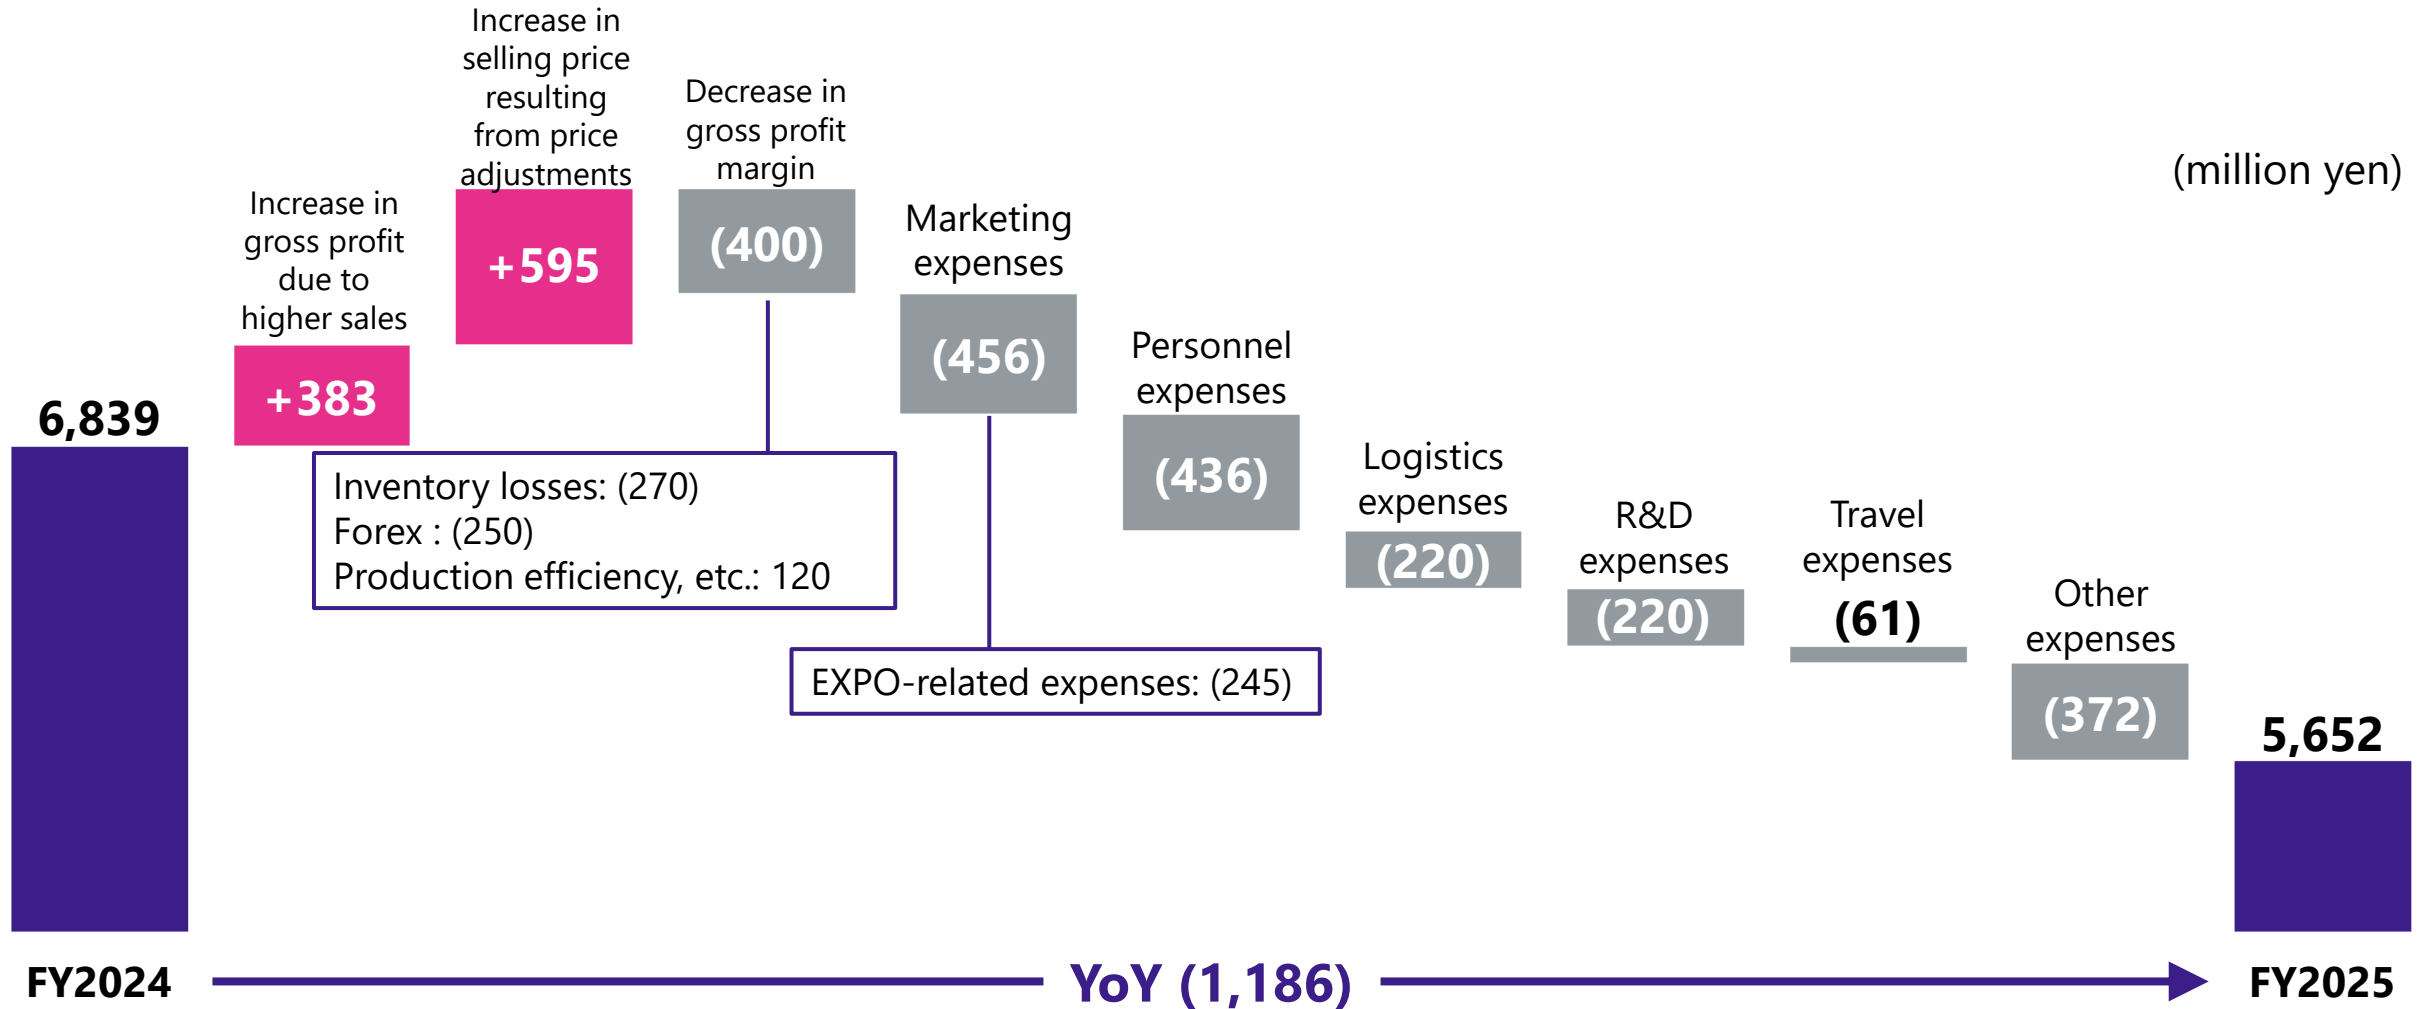 (million yen)
6,839
Increase in
gross profit
due to
higher sales
+383
Increase in
selling price
resulting
from price
adjustments
+595
Decrease in
gross profit
margin
(400)
Inventory losses: (270)
Forex : (250)
Production efficiency, etc.: 120
Marketing
expenses
(456)
EXPO-related expenses: (245)
Personnel
expenses
(436)
Logistics
expenses
(220)
R&D
expenses
(220)
Travel
expenses
(61)
Other
expenses
(372)
5,652
FY2024
YoY (1,186)
FY2025